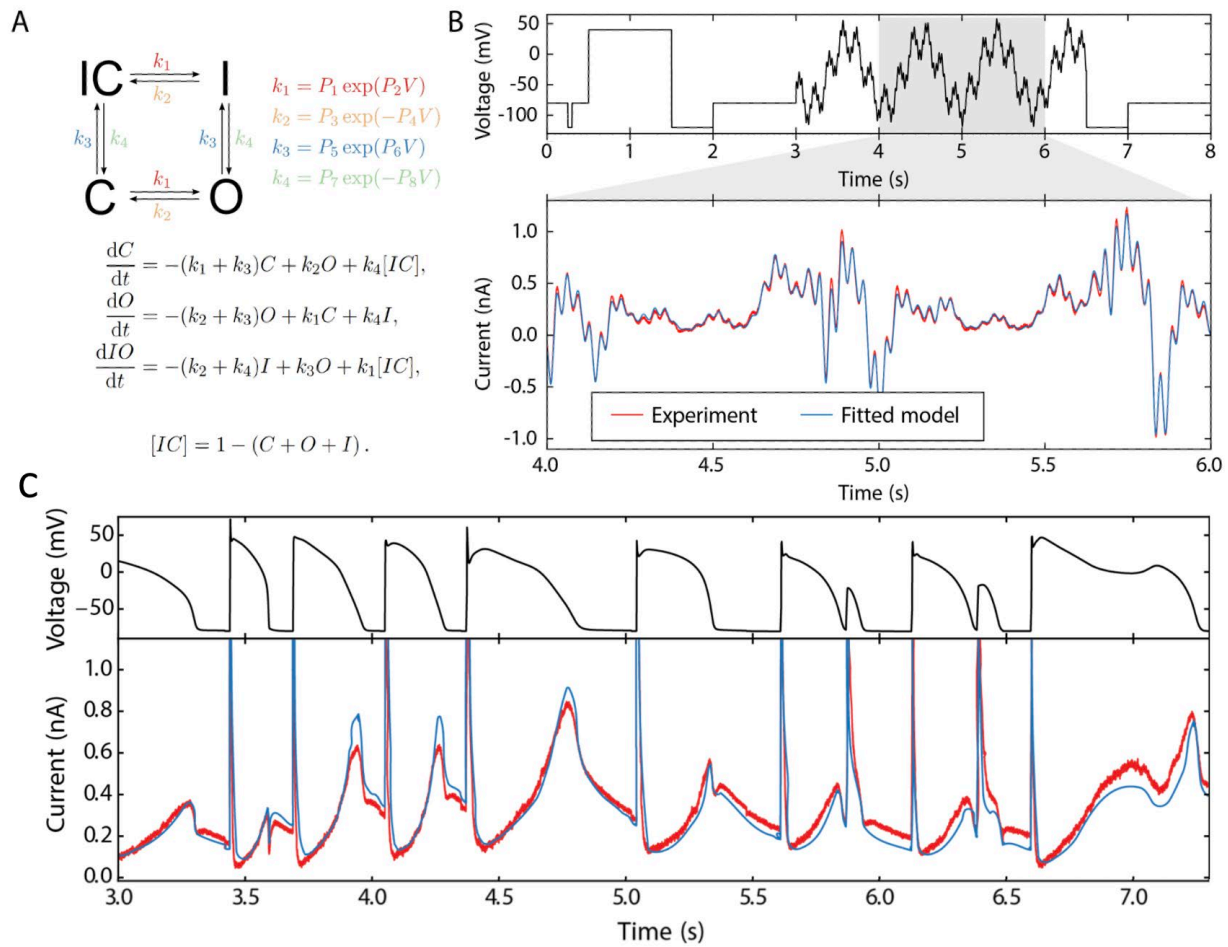 A
IC k₁ I
k₂
k₃ k₄ k₃ k₄
C k₁ O
k₂
k₁ = P₁ exp(P₂V)
k₂ = P₃ exp(−P₄V)
k₃ = P₅ exp(P₆V)
k₄ = P₇ exp(−P₈V)
dC/dt = −(k₁ + k₃)C + k₂O + k₄[IC],
dO/dt = −(k₂ + k₃)O + k₁C + k₄I,
dIO/dt = −(k₂ + k₄)I + k₃O + k₁[IC],
[IC] = 1 − (C + O + I) .
B
Voltage (mV)
50
0
-50
-100
0 1 2 3 4 5 6 7 8
Time (s)
Current (nA)
1.0
0.5
0.0
-0.5
-1.0
Experiment Fitted model
4.0 4.5 5.0 5.5 6.0
Time (s)
C
Voltage (mV)
50
0
−50
Current (nA)
1.0
0.8
0.6
0.4
0.2
0.0
3.0 3.5 4.0 4.5 5.0 5.5 6.0 6.5 7.0
Time (s)